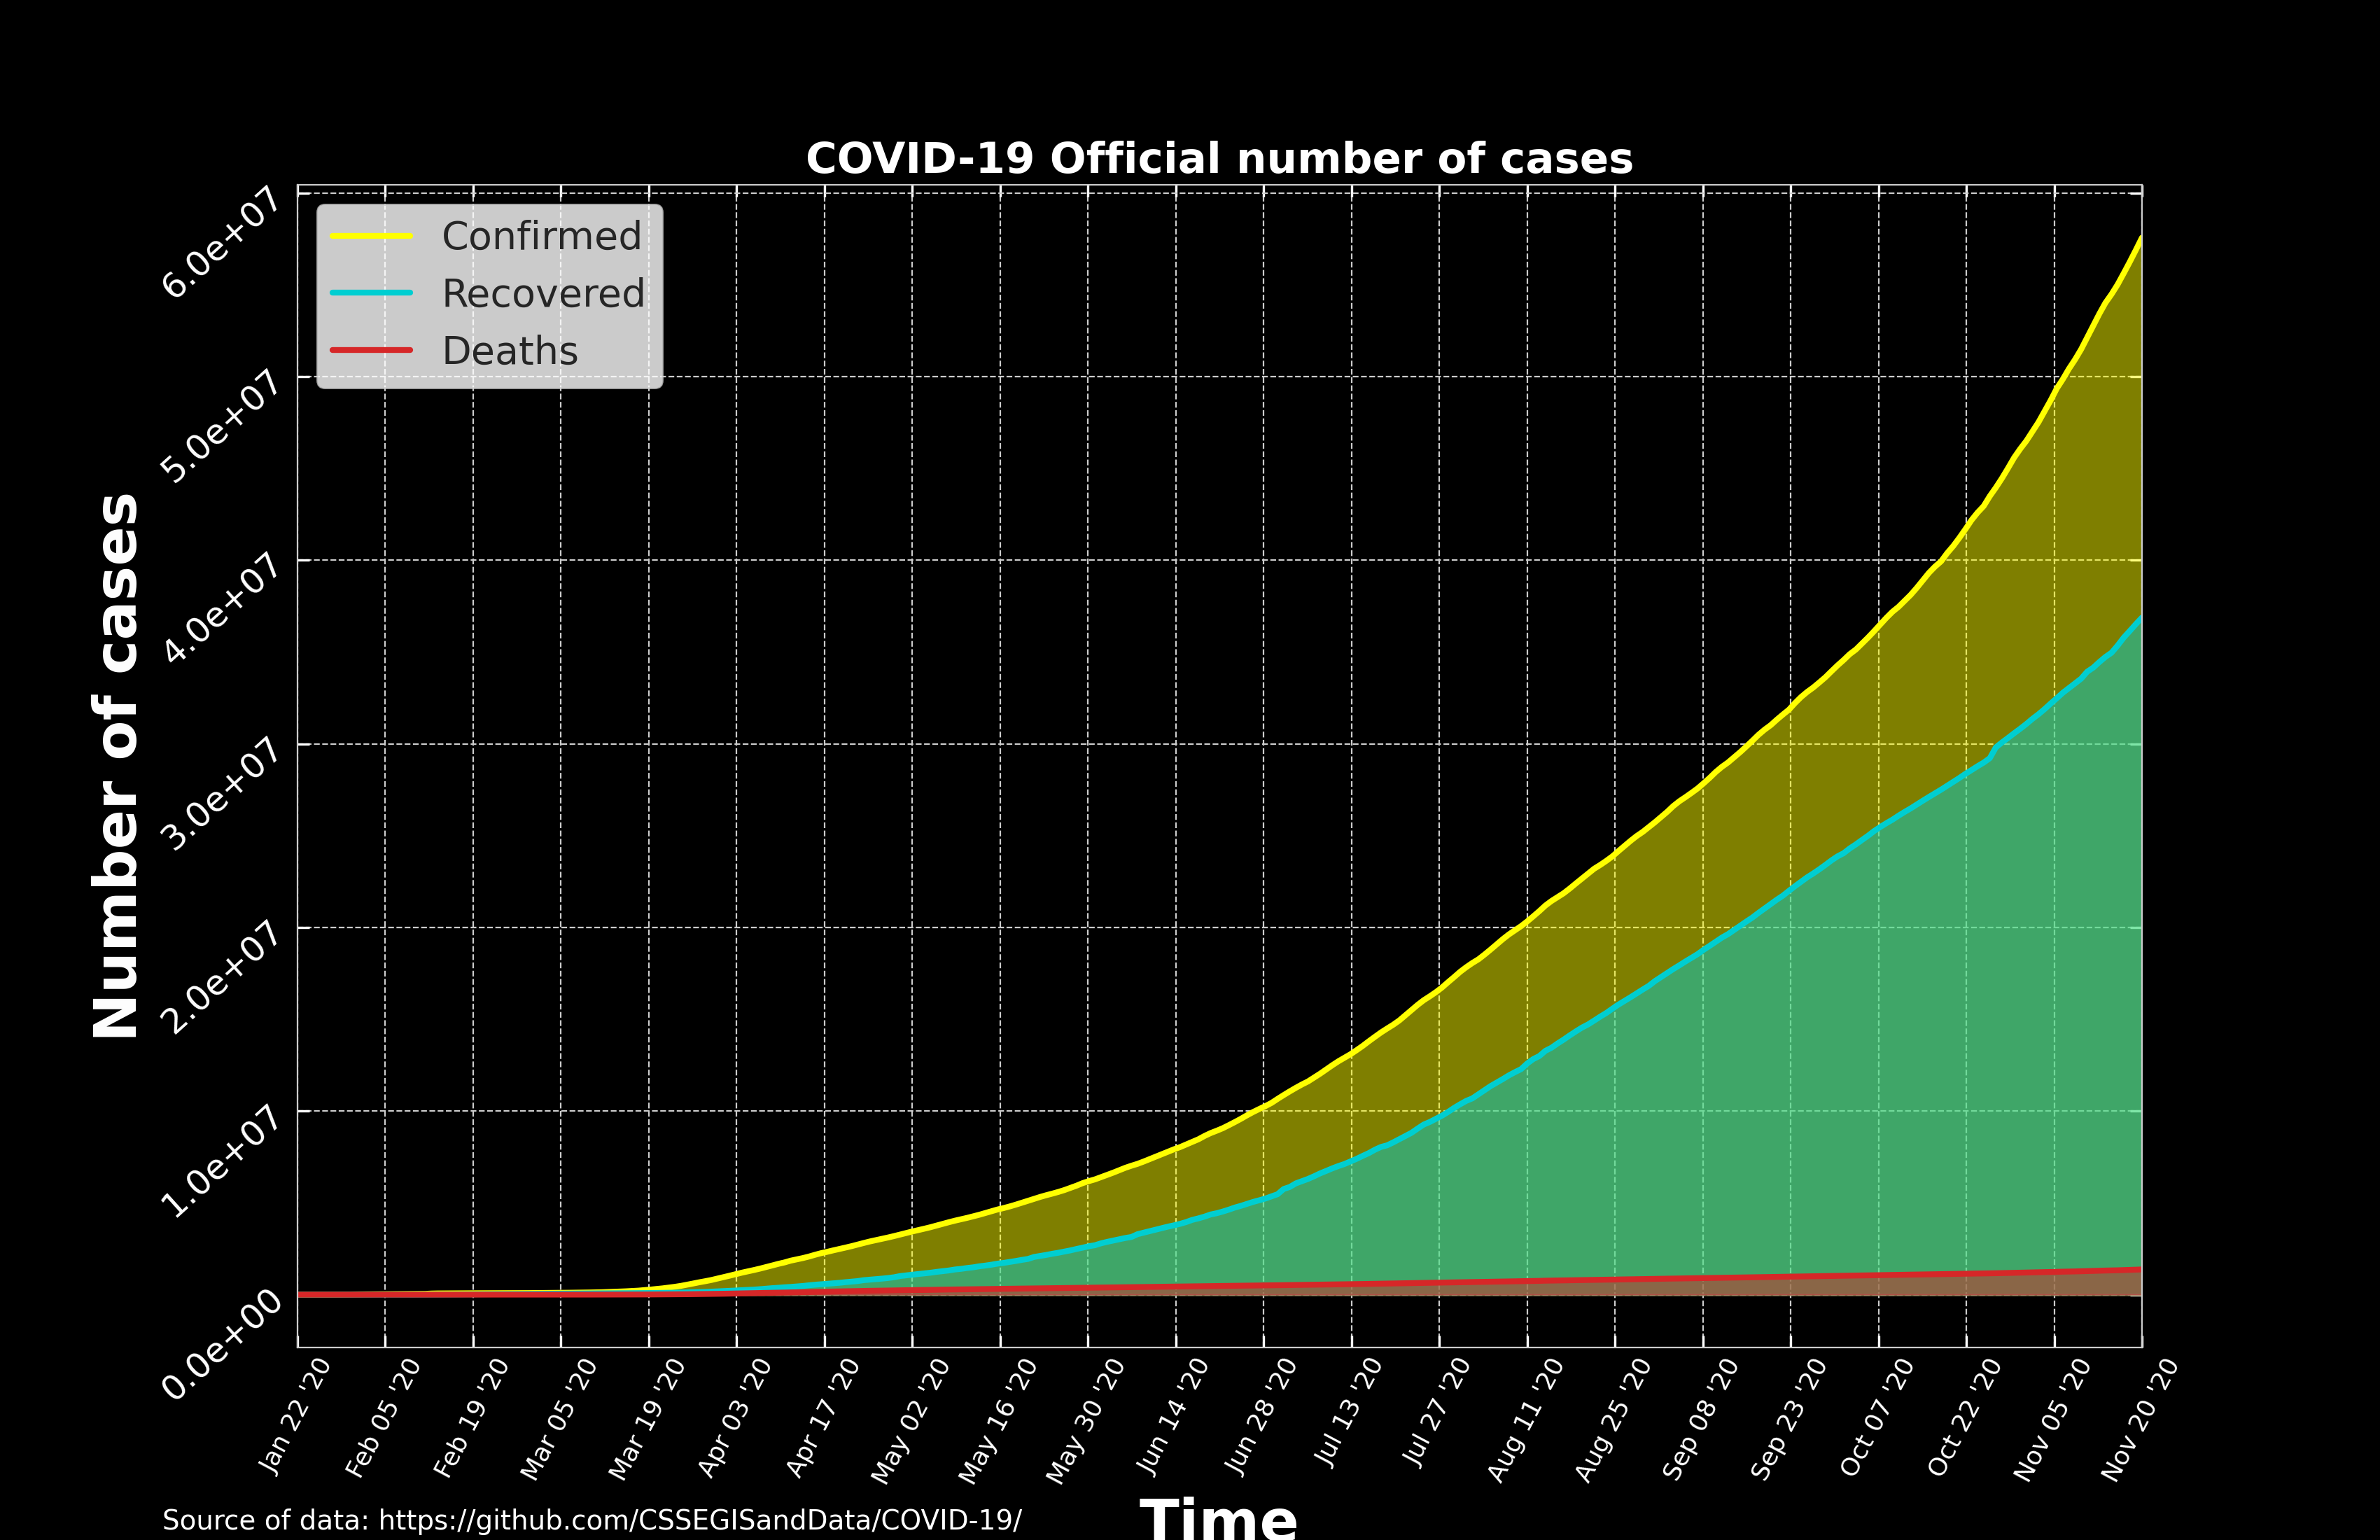 COVID-19 Official number of cases
6.0e+07
5.0e+07
4.0e+07
3.0e+07
2.0e+07
1.0e+07
0.0e+00
Number of cases
Confirmed
Recovered
Deaths
Jan 22 '20
Feb 05 '20
Feb 19 '20
Mar 05 '20
Mar 19 '20
Apr 03 '20
Apr 17 '20
May 02 '20
May 16 '20
May 30 '20
Jun 14 '20
Jun 28 '20
Jul 13 '20
Jul 27 '20
Aug 11 '20
Aug 25 '20
Sep 08 '20
Sep 23 '20
Oct 07 '20
Oct 22 '20
Nov 05 '20
Nov 20 '20
Time
Source of data: https://github.com/CSSEGISandData/COVID-19/